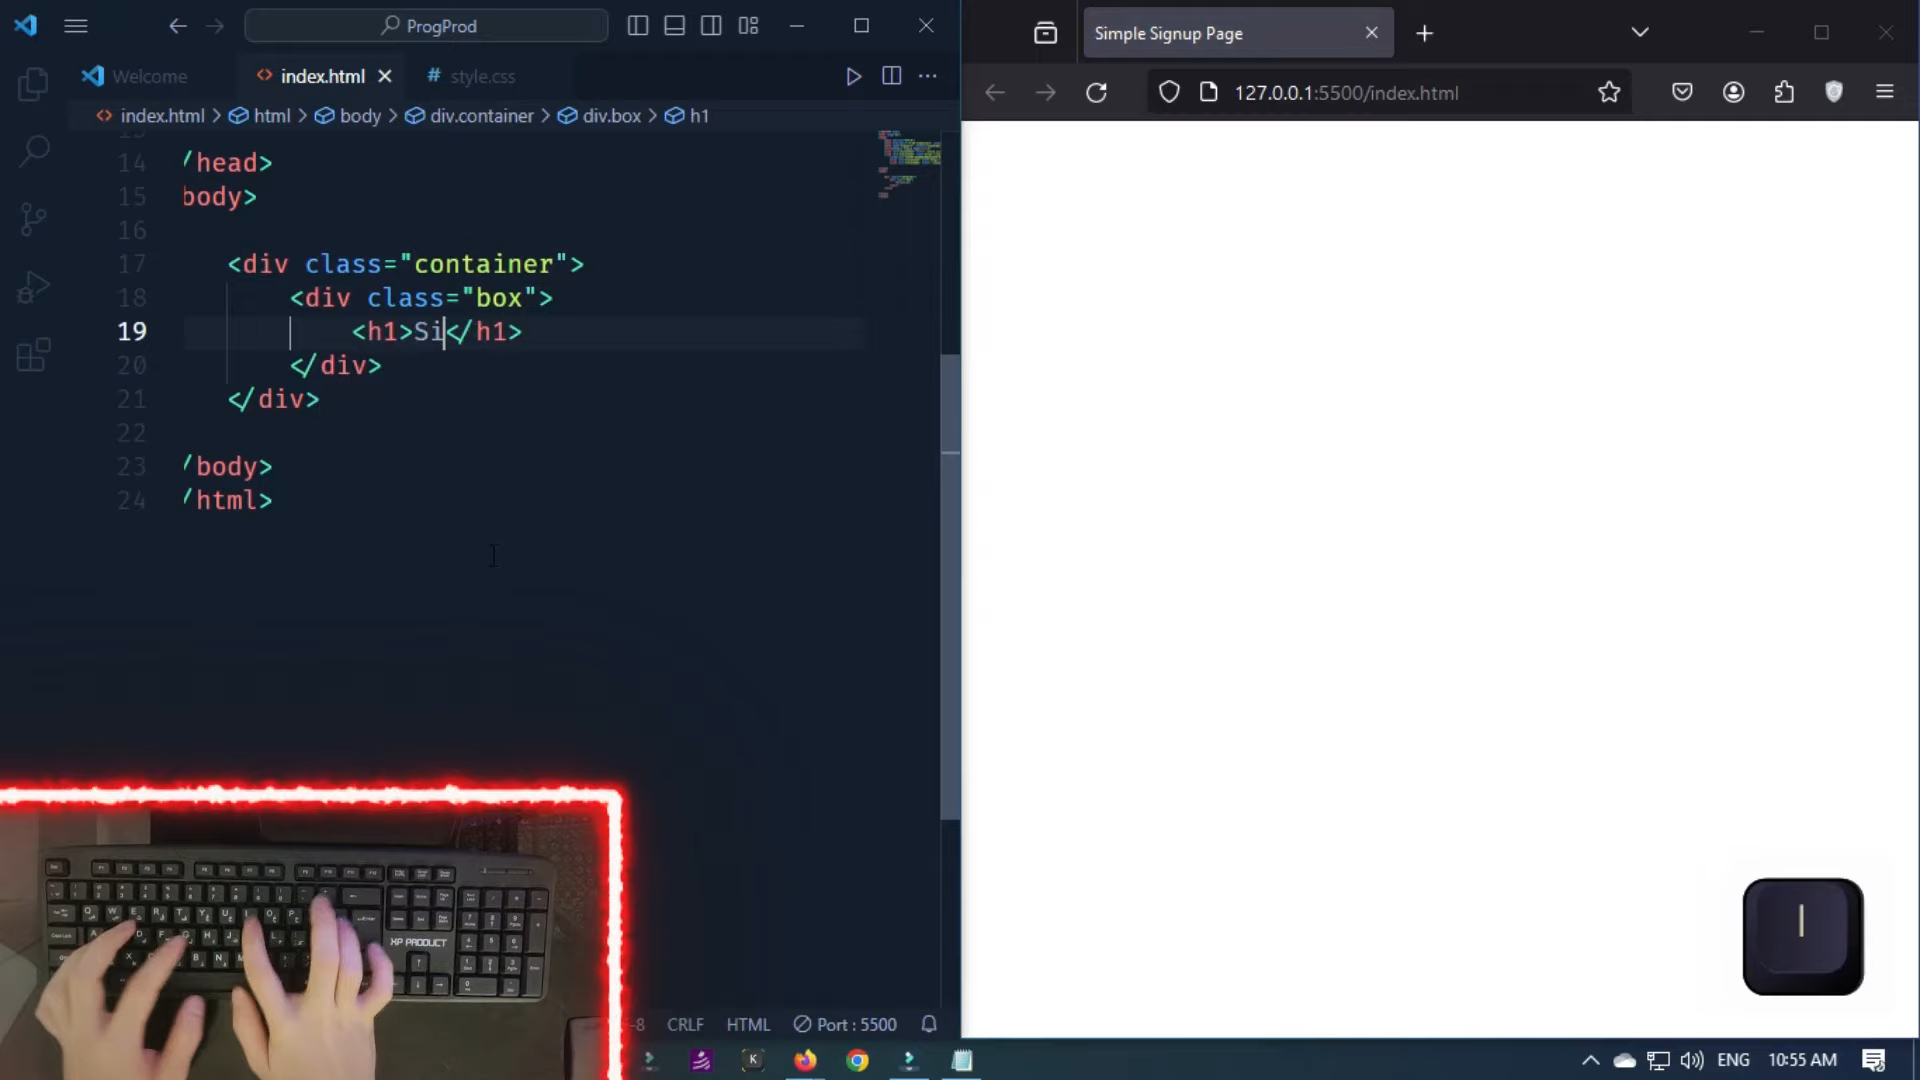 ProgProd
Welcome
index.html
# style.css
index.html > html > body > div.container > div.box > h1
14 /head>
15 body>
16
17 <div class="container">
18 <div class="box">
19 <h1>Si</h1>
20 </div>
21 </div>
22
23 /body>
24 /html>
CRLF HTML Port : 5500
Simple Signup Page
127.0.0.1:5500/index.html
XP PRODUCT
I
K
ENG 10:55 AM